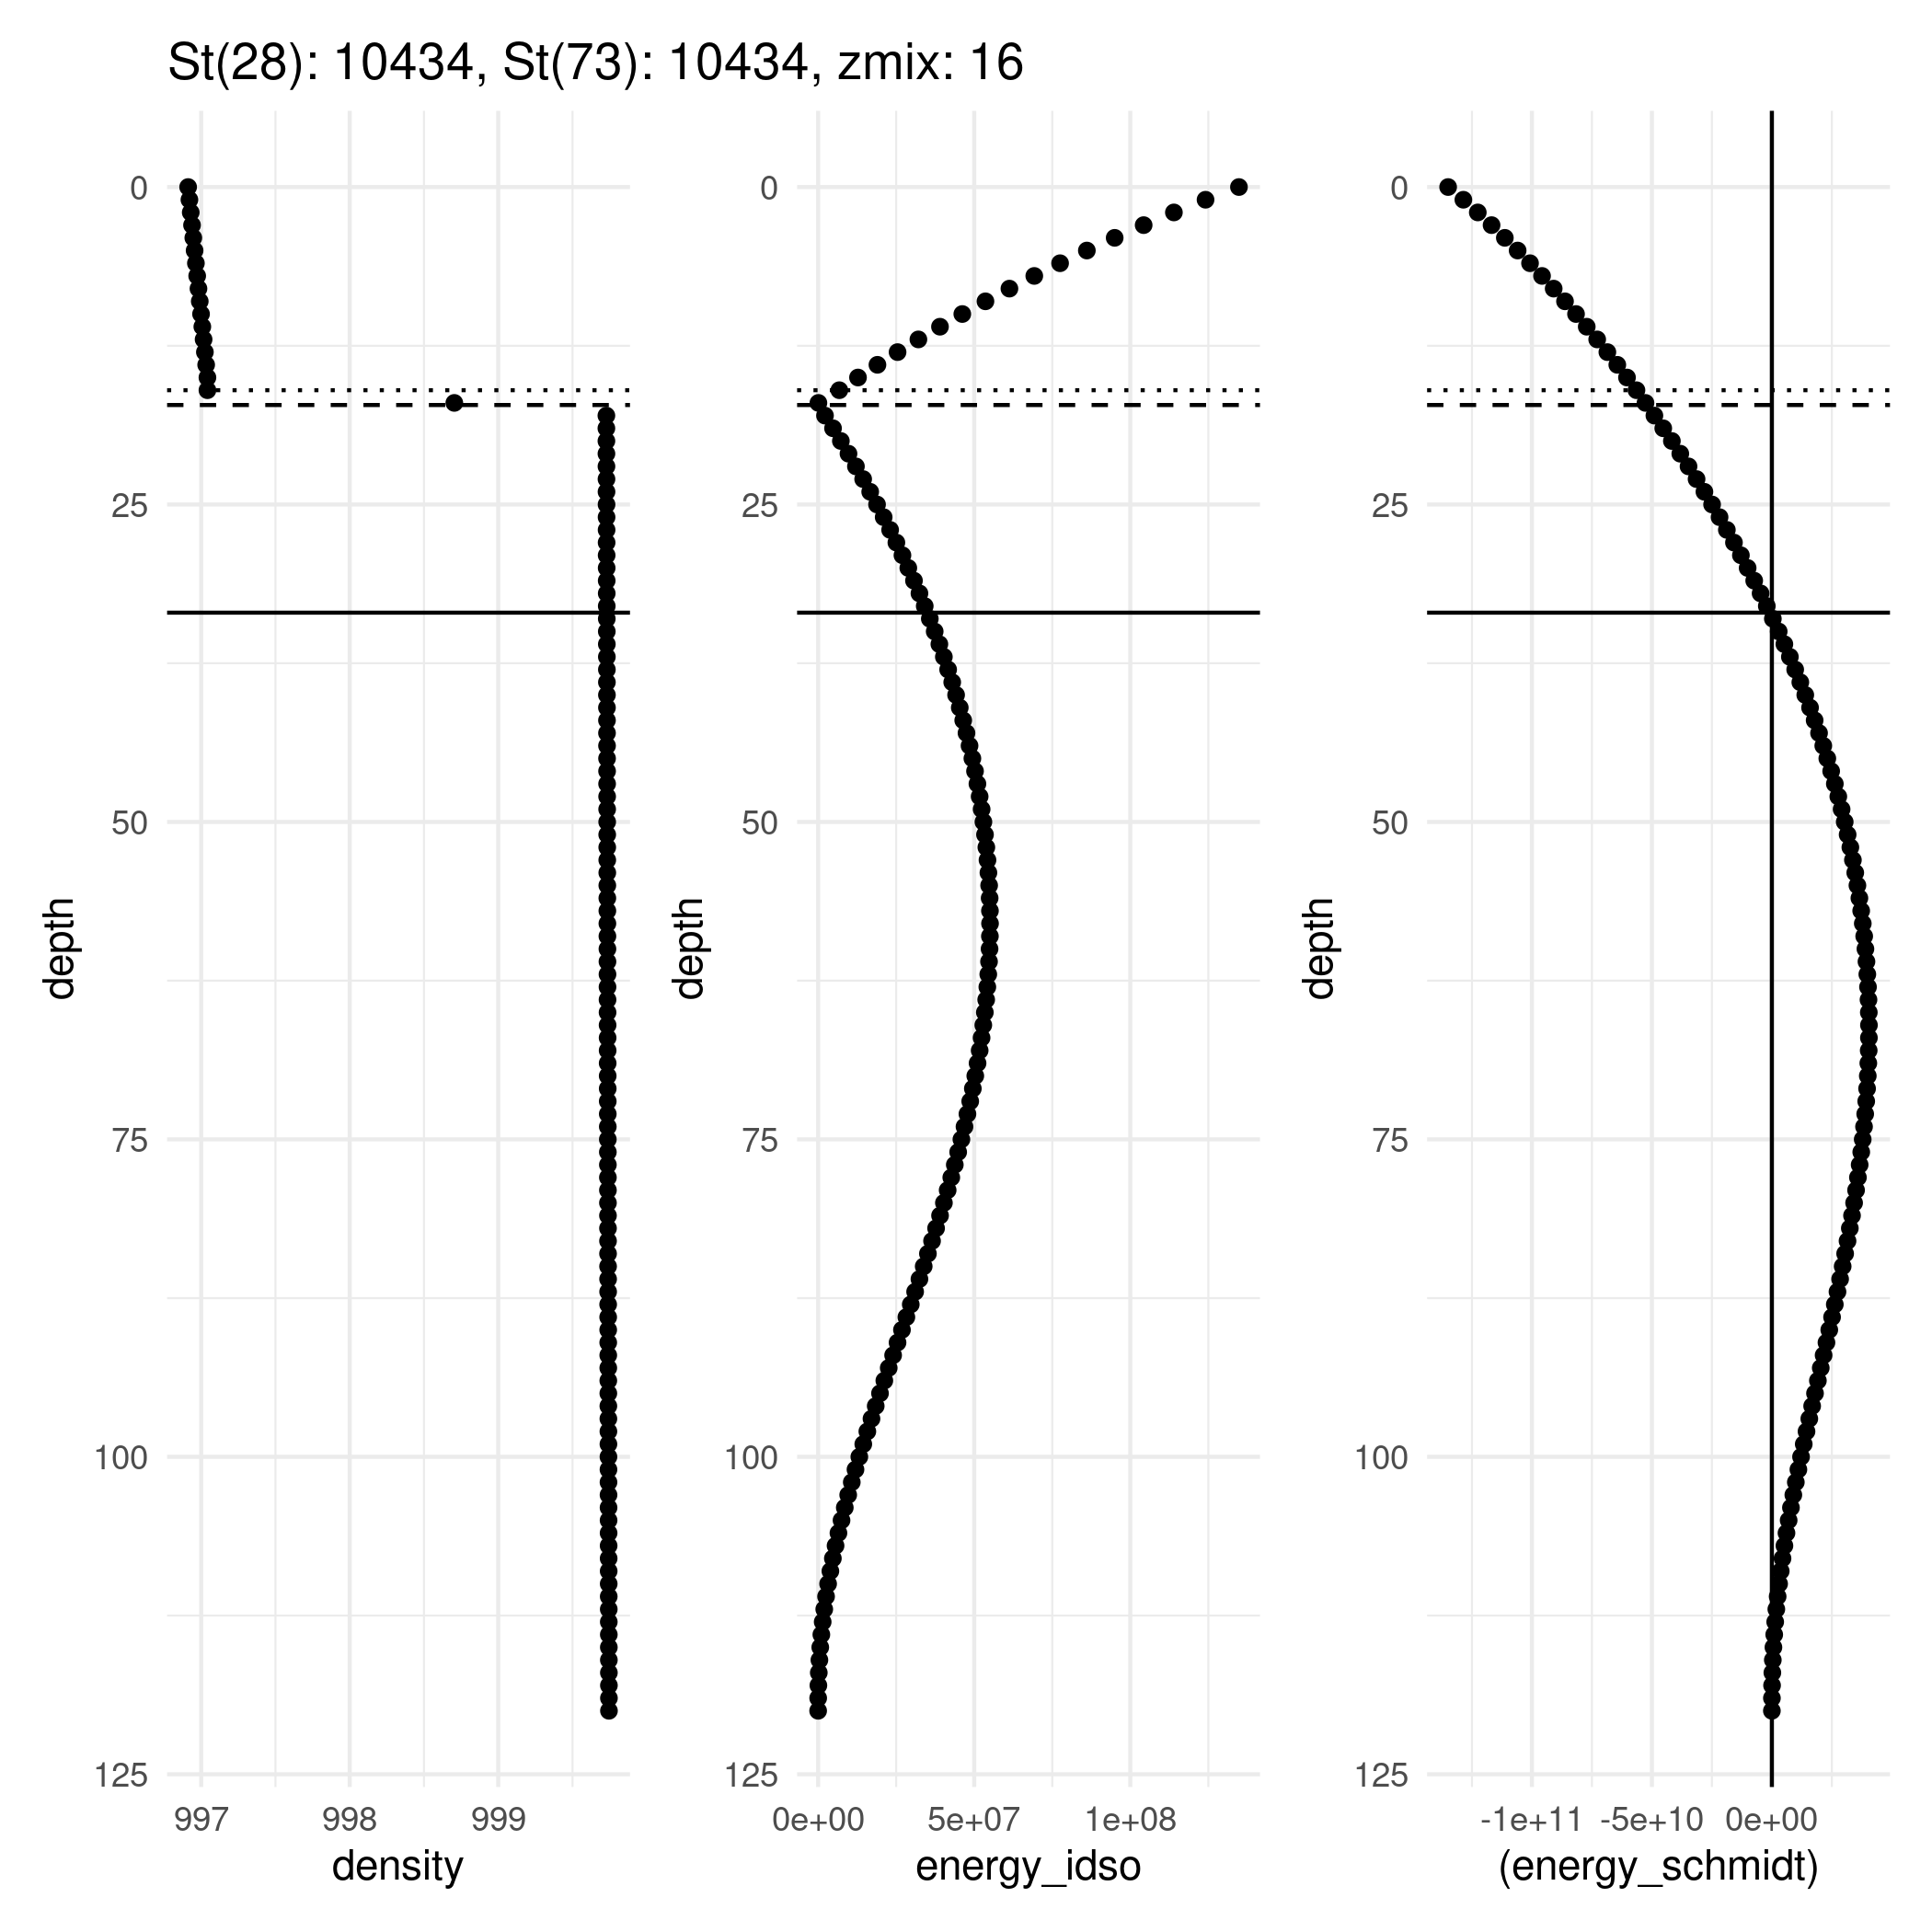 St(28): 10434, St(73): 10434, zmix: 16
0
25
50
75
100
125
depth
997 998 999
density
0
25
50
75
100
125
depth
0e+00 5e+07 1e+08
energy_idso
0
25
50
75
100
125
depth
-1e+11 -5e+10 0e+00
(energy_schmidt)